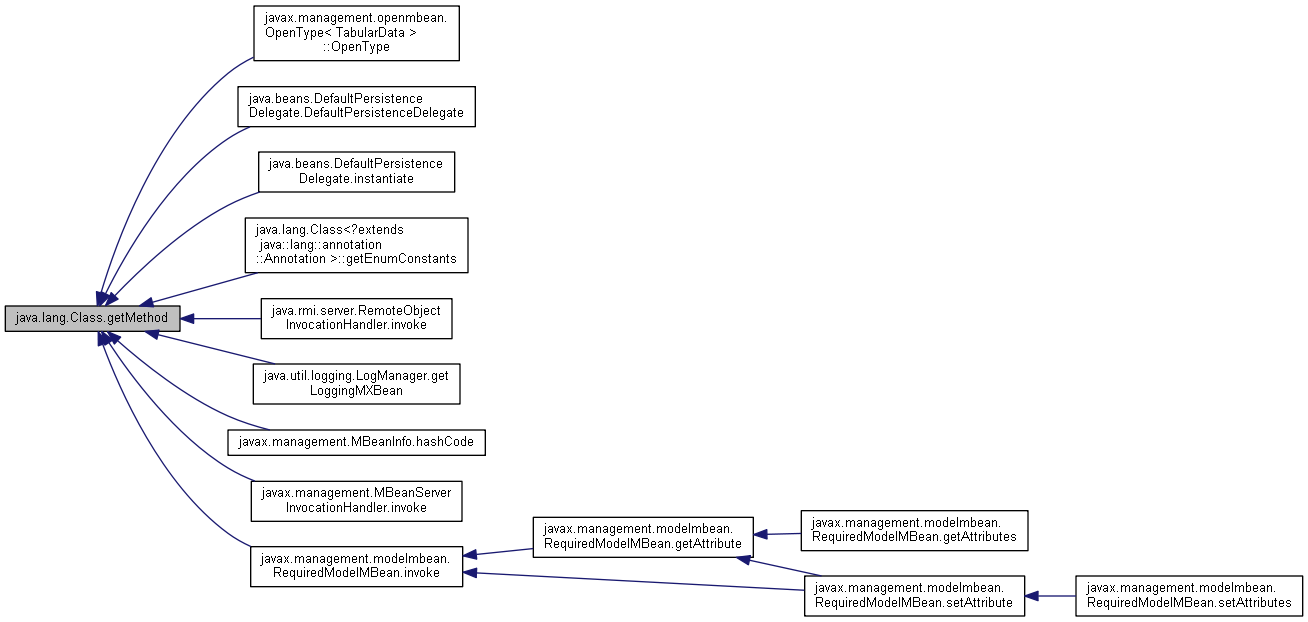 javax.management.openmbean.
OpenType< TabularData >
::OpenType
java.beans.DefaultPersistence
Delegate.DefaultPersistenceDelegate
java.beans.DefaultPersistence
Delegate.instantiate
java.lang.Class<?extends
java::lang::annotation
::Annotation >::getEnumConstants
java.lang.Class.getMethod
java.rmi.server.RemoteObject
InvocationHandler.invoke
java.util.logging.LogManager.get
LoggingMXBean
javax.management.MBeanInfo.hashCode
javax.management.MBeanServer
InvocationHandler.invoke
javax.management.modelmbean.
RequiredModelMBean.invoke
javax.management.modelmbean.
RequiredModelMBean.getAttribute
javax.management.modelmbean.
RequiredModelMBean.getAttributes
javax.management.modelmbean.
RequiredModelMBean.setAttribute
javax.management.modelmbean.
RequiredModelMBean.setAttributes